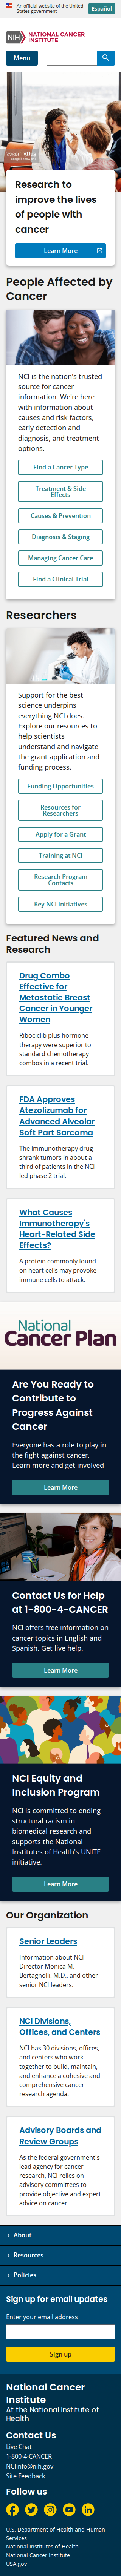 An official website of the United
States government
Español
NIH NATIONAL CANCER
INSTITUTE
Menu
Research to
improve the lives
of people with
cancer
Learn More
People Affected by
Cancer
NCI is the nation's trusted
source for cancer
information. We're here
with information about
causes and risk factors,
early detection and
diagnosis, and treatment
options.
Find a Cancer Type
Treatment & Side
Effects
Causes & Prevention
Diagnosis & Staging
Managing Cancer Care
Find a Clinical Trial
Researchers
Support for the best
science underpins
everything NCI does.
Explore our resources to
help scientists
understand and navigate
the grant application and
funding process.
Funding Opportunities
Resources for
Researchers
Apply for a Grant
Training at NCI
Research Program
Contacts
Key NCI Initiatives
Featured News and
Research
Drug Combo
Effective for
Metastatic Breast
Cancer in Younger
Women
Ribociclib plus hormone
therapy were superior to
standard chemotherapy
combos in a recent trial.
FDA Approves
Atezolizumab for
Advanced Alveolar
Soft Part Sarcoma
The immunotherapy drug
shrank tumors in about a
third of patients in the NCI-
led phase 2 trial.
What Causes
Immunotherapy's
Heart-Related Side
Effects?
A protein commonly found
on heart cells may provoke
immune cells to attack.
National
Cancer Plan
Are You Ready to
Contribute to
Progress Against
Cancer
Everyone has a role to play in
the fight against cancer.
Learn more and get involved
Learn More
Contact Us for Help
at 1-800-4-CANCER
NCI offers free information on
cancer topics in English and
Spanish. Get live help.
Learn More
NCI Equity and
Inclusion Program
NCI is committed to ending
structural racism in
biomedical research and
supports the National
Institutes of Health's UNITE
initiative.
Learn More
Our Organization
Senior Leaders
Information about NCI
Director Monica M.
Bertagnolli, M.D., and other
senior NCI leaders.
NCI Divisions,
Offices, and Centers
NCI has 30 divisions, offices,
and centers who work
together to build, maintain,
and enhance a cohesive and
comprehensive cancer
research agenda.
Advisory Boards and
Review Groups
As the federal government's
lead agency for cancer
research, NCI relies on
advisory committees to
provide objective and expert
advice on cancer.
About
Resources
Policies
Sign up for email updates
Enter your email address
Sign up
National Cancer
Institute
At the National Institute of
Health
Contact Us
Live Chat
1-800-4-CANCER
NCIinfo@nih.gov
Site Feedback
Follow us
U.S. Department of Health and Human
Services
National Institutes of Health
National Cancer Institute
USA.gov